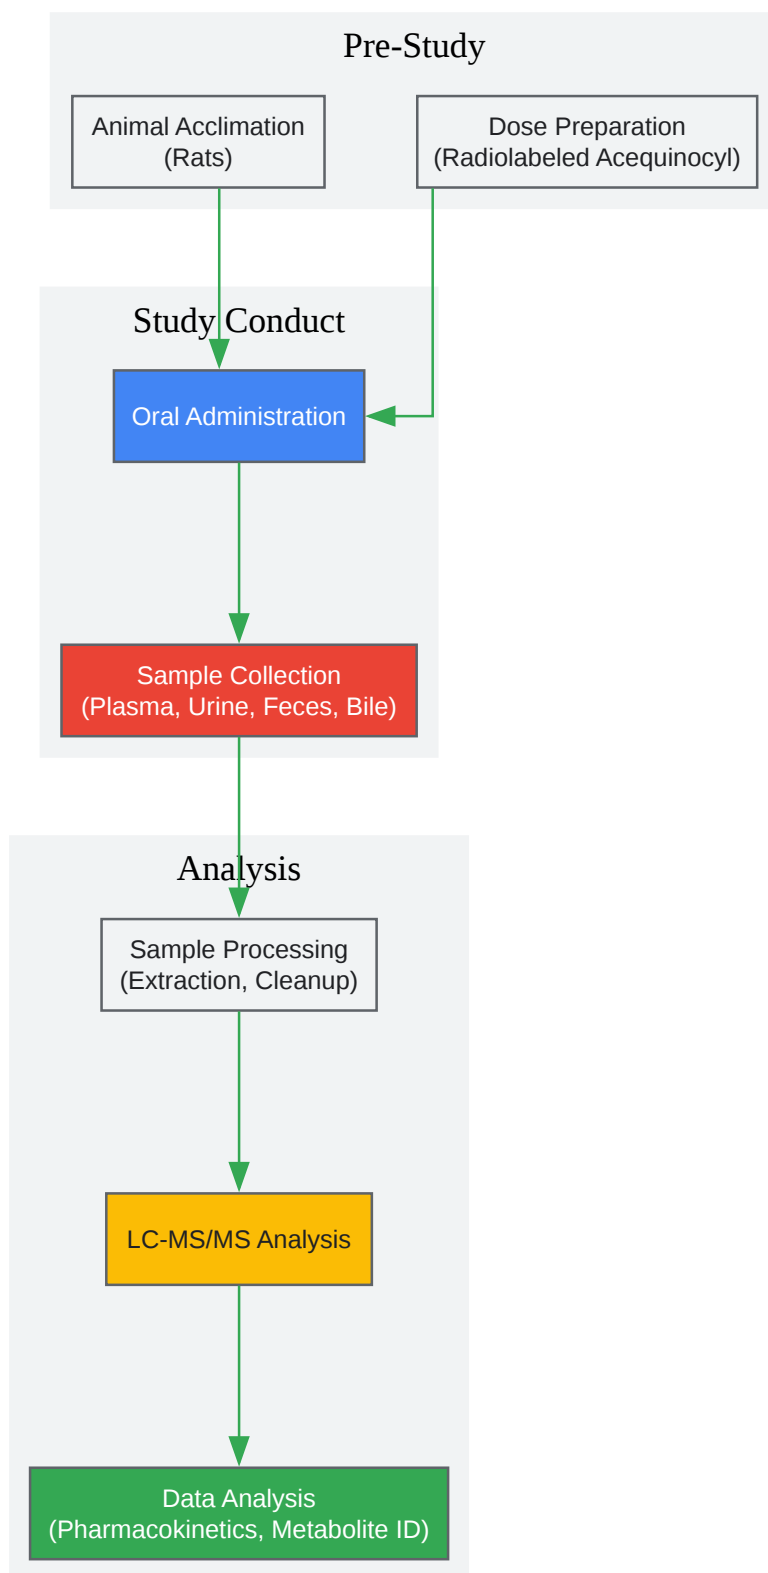 Pre-Study
Animal Acclimation
(Rats)
Dose Preparation
(Radiolabeled Acequinocyl)
Study Conduct
Oral Administration
Sample Collection
(Plasma, Urine, Feces, Bile)
Analysis
Sample Processing
(Extraction, Cleanup)
LC-MS/MS Analysis
Data Analysis
(Pharmacokinetics, Metabolite ID)